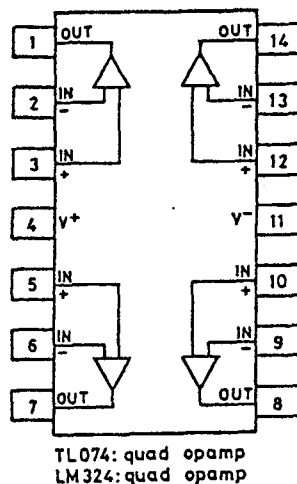 1 OUT OUT 14
2 IN - IN - 13
3 IN + IN + 12
4 V+ V- 11
5 IN + IN + 10
6 IN - IN - 9
7 OUT OUT 8
TL074: quad opamp
LM324: quad opamp